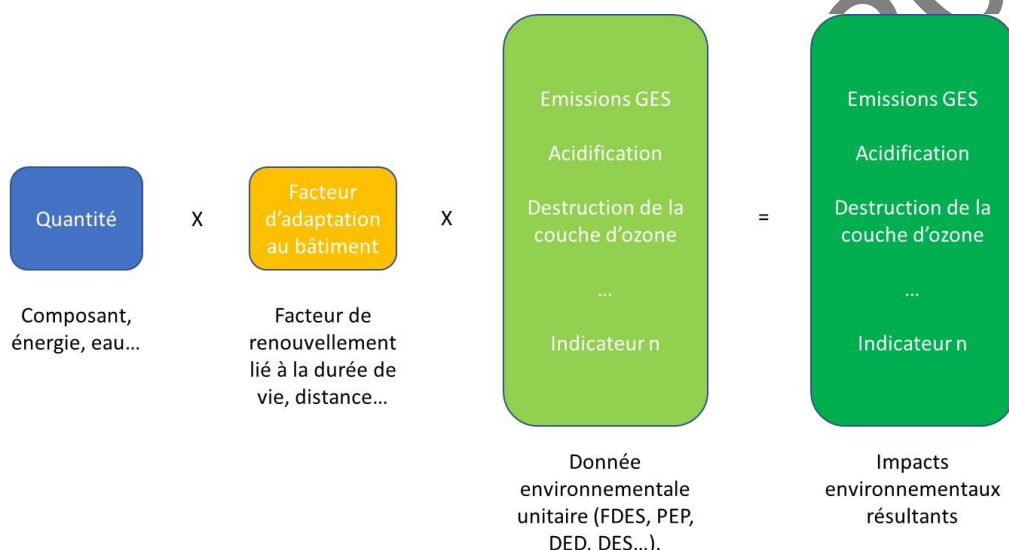 Quantité
X
Facteur
d'adaptation
au bâtiment
X
Emissions GES
Acidification
Destruction de la
couche d'ozone
...
Indicateur n
=
Emissions GES
Acidification
Destruction de la
couche d'ozone
...
Indicateur n
Composant,
énergie, eau...
Facteur de
renouvellement
lié à la durée de
vie, distance...
Donnée
environnementale
unitaire (FDES, PEP,
DED, DES...).
Impacts
environnementaux
résultants